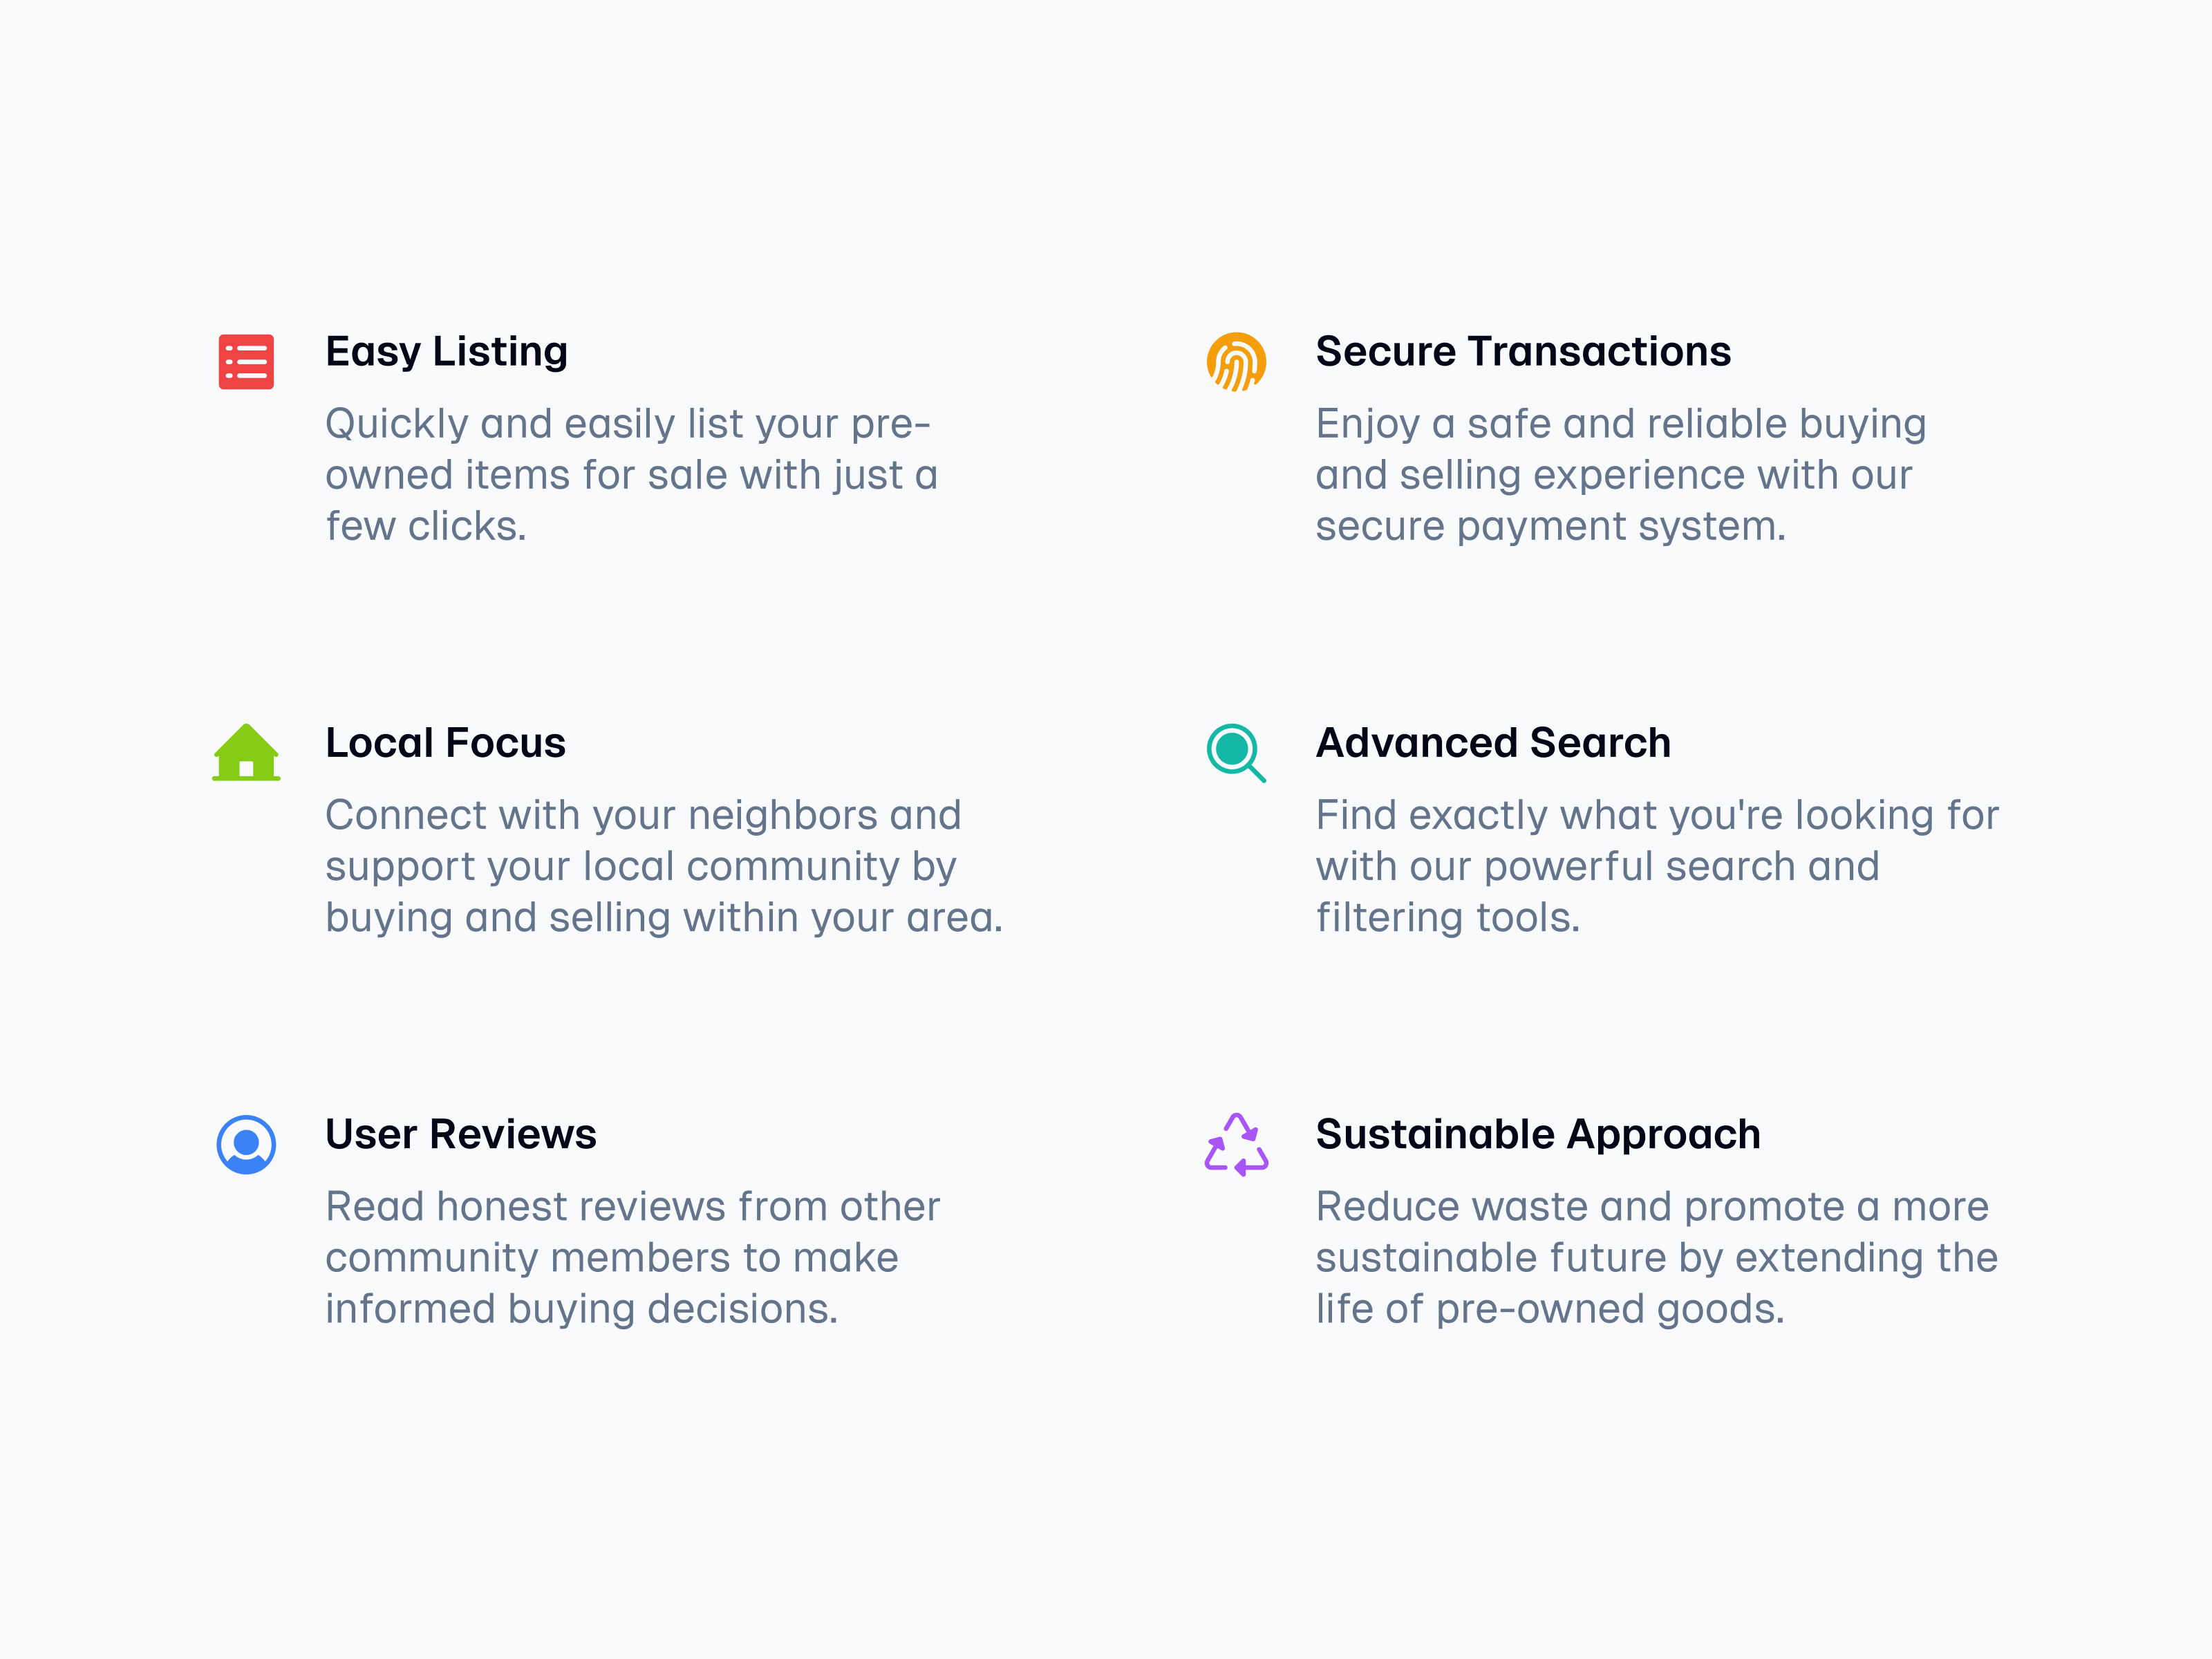 Easy Listing
Quickly and easily list your pre-
owned items for sale with just a
few clicks.
Secure Transactions
Enjoy a safe and reliable buying
and selling experience with our
secure payment system.
Local Focus
Connect with your neighbors and
support your local community by
buying and selling within your area.
Advanced Search
Find exactly what you're looking for
with our powerful search and
filtering tools.
User Reviews
Read honest reviews from other
community members to make
informed buying decisions.
Sustainable Approach
Reduce waste and promote a more
sustainable future by extending the
life of pre-owned goods.